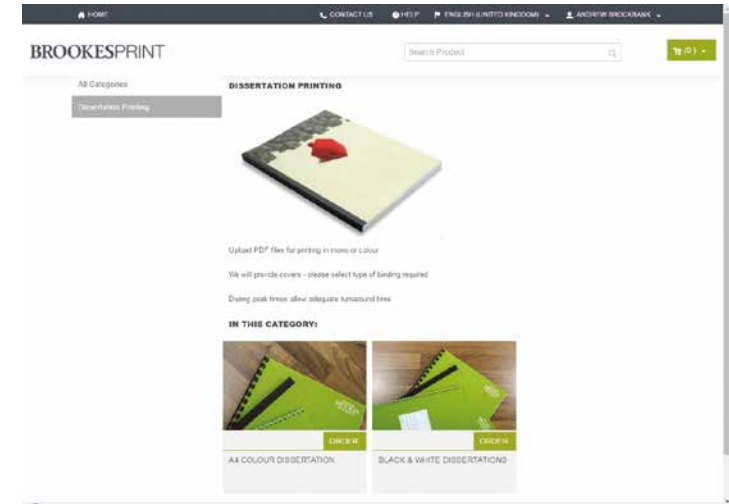 HOME
CONTACT US
HELP
ENGLISH (UNITED KINGDOM)
ANDREW BROCKBANK
BROOKESPRINT
Search Product
(0)
All Categories
Dissertation Printing
DISSERTATION PRINTING
Upload PDF files for printing in mono or colour
We will provide covers - please select type of binding required
During peak times allow adequate turnaround time
IN THIS CATEGORY:
ORDER
ORDER
A4 COLOUR DISSERTATION
BLACK & WHITE DISSERTATIONS